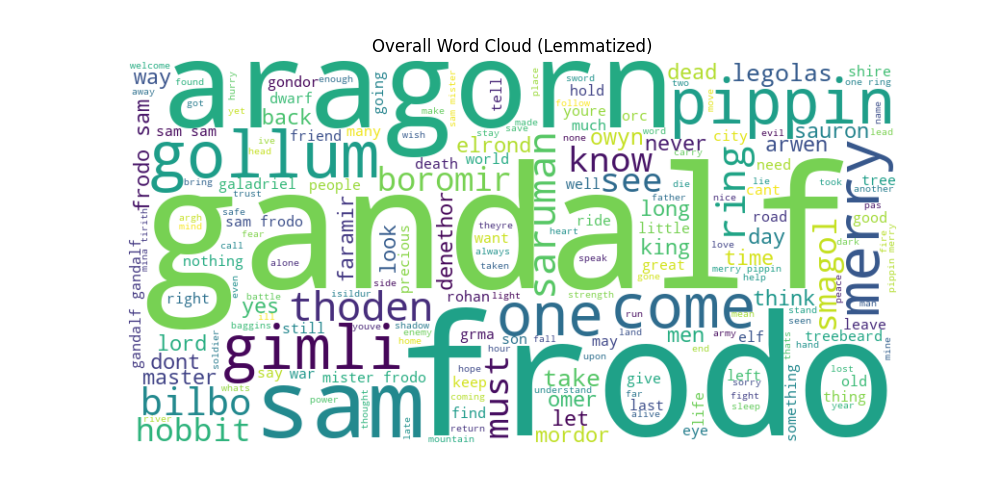 Overall Word Cloud (Lemmatized)
welcome
away
way
found
got
yet
hurry
aragorn
gondor
enough
dwarf
back
going
sam mister
make
tell
place
sword
two
hold
follow
made
dead
move
legolas
pippin
shire
one ring
name
frodo sam
sam sam
ive
head
friend
many
wish
stay
save
none
youre
much
orc
word
owyn
never
city
evil
sauron
lead
gollum
elrond
death
world
know
carry
arwen
need
bring
trust
galadriel
people
boromir
saruman
well
see
die
father
nice
ring
lie
cant
took
tree
another
pas
merry
argh
mind
safe
fear
sam frodo
call
nothing
alone
faramir
look
precious
denethor
theyre
want
always
taken
heart
ride
speak
long
little
king
great
gone
love
merry pippin
help
road
day
time
smagol
good
dark
fire
peace
man
pippin merry
mina tirith
gandalf gandalf
gandalf
right
even
battle
yes
ill
isildur
side
thoden
rohan
light
strength
one
come
run
mean
think
stand
seen
leave
lord
soldier
baggins
still
youve
shadow
enemy
home
grma
son
fall
hour
may
land
upon
men
army
end
elf
treebeard
thats
hand
mine
dont
master
whats
gimli
say
war
mister frodo
keep
coming
hope
must
understand
take
omer
give
far
last
alive
left
sorry
fight
sleep
something
lost
old
thing
year
bilbo
river
hobbit
power
thought
sam
late
find
return
mountain
let
mordor
eye
life
frodo